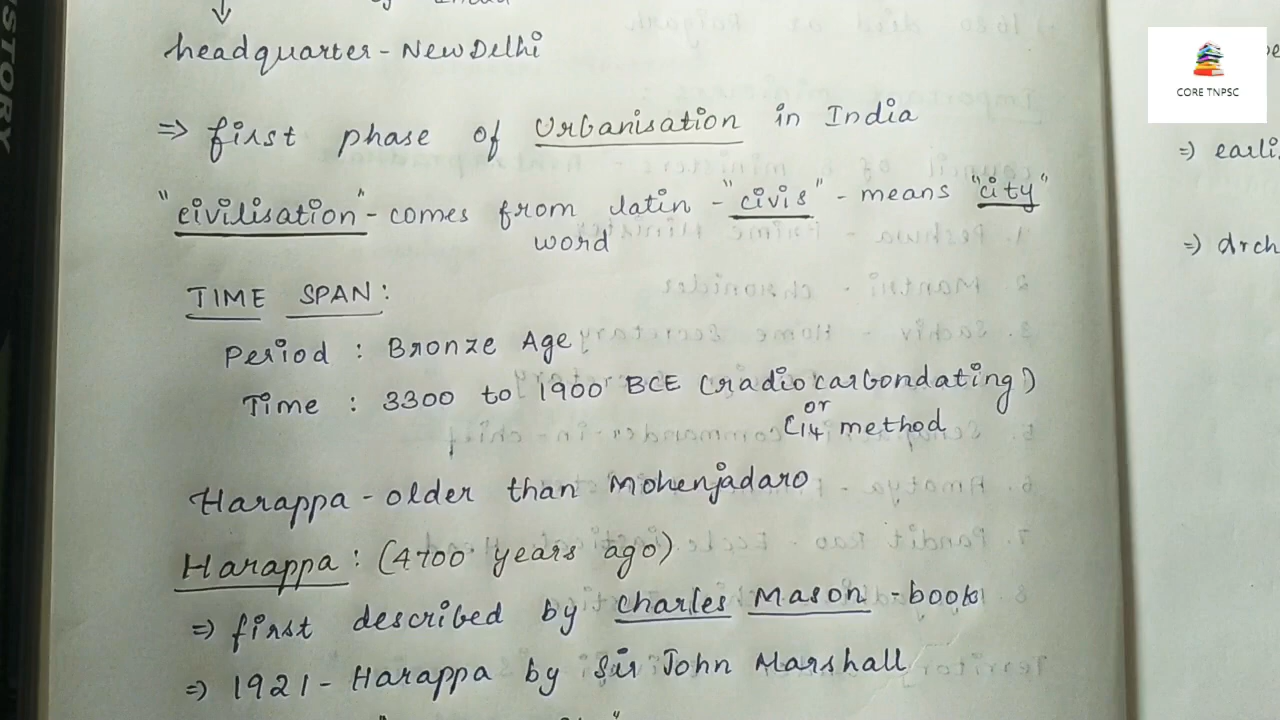 headquarter - New Delhi
⇒ first phase of Urbanisation in India
"civilisation" - comes from latin - "civis" - means "city"
word
TIME SPAN:
Period : Bronze Age
Time : 3300 to 1900 BCE (radiocarbondating)
or
C14 method
Harappa - older than Mohenjadaro
Harappa : (4700 years ago)
⇒ first described by Charles Mason - book
⇒ 1921 - Harappa by Sir John Marshall
CORE TNPSC
⇒ earli
⇒ Arch
STORY